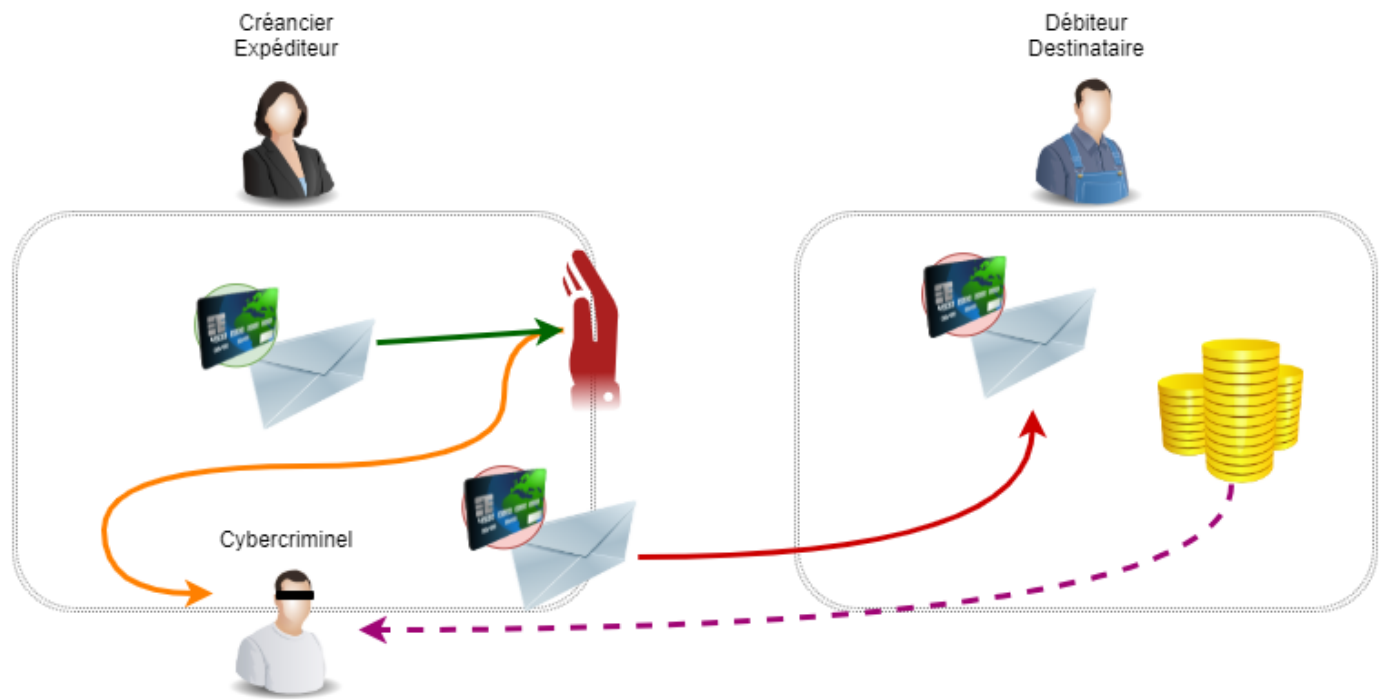 Créancier
Expéditeur
Débiteur
Destinataire
Cybercriminel